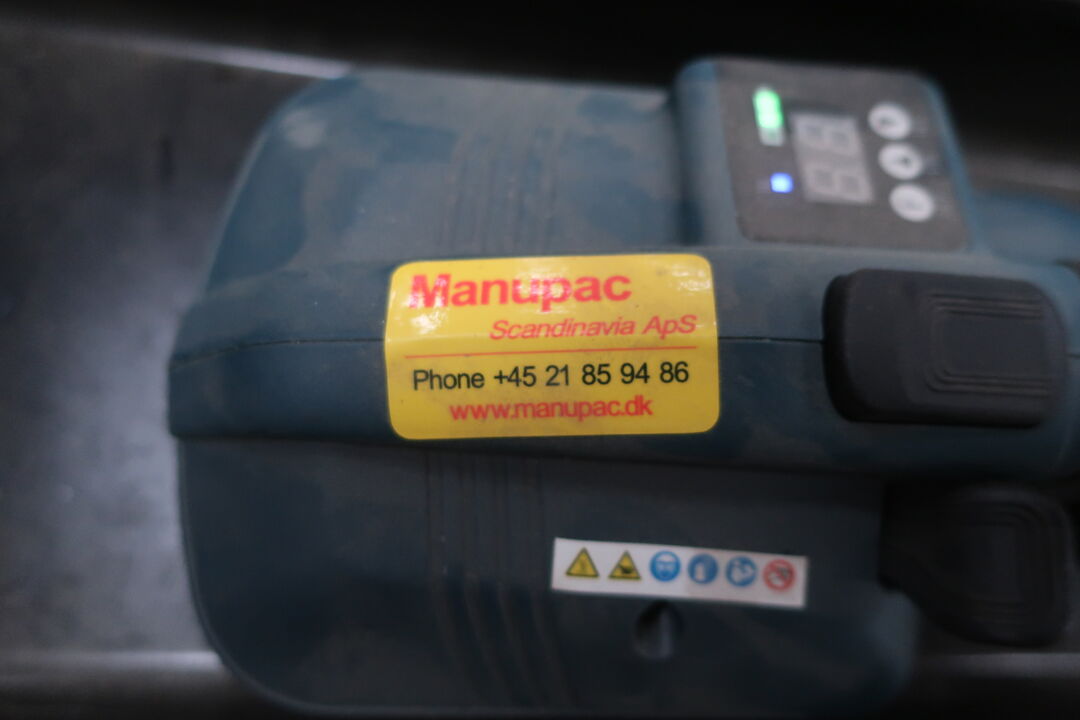 Manupac
Scandinavia ApS
Phone +45 21 85 94 86
www.manupac.dk